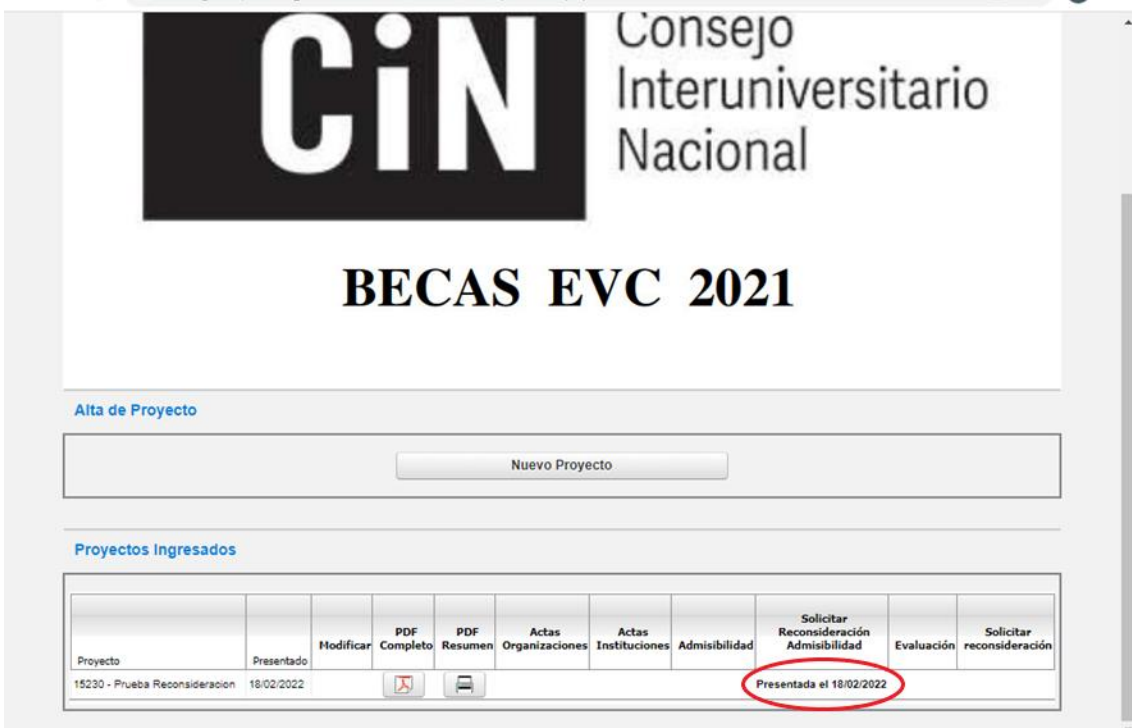 CiN
Consejo
Interuniversitario
Nacional
BECAS EVC 2021
Alta de Proyecto
Nuevo Proyecto
Proyectos Ingresados
Proyecto
Presentado
Modificar
PDF
Completo
PDF
Resumen
Actas
Organizaciones
Actas
Instituciones
Admisibilidad
Solicitar
Reconsideración
Admisibilidad
Evaluación
Solicitar
reconsideración
15230 - Prueba Reconsideracion 18/02/2022 Presentada el 18/02/2022